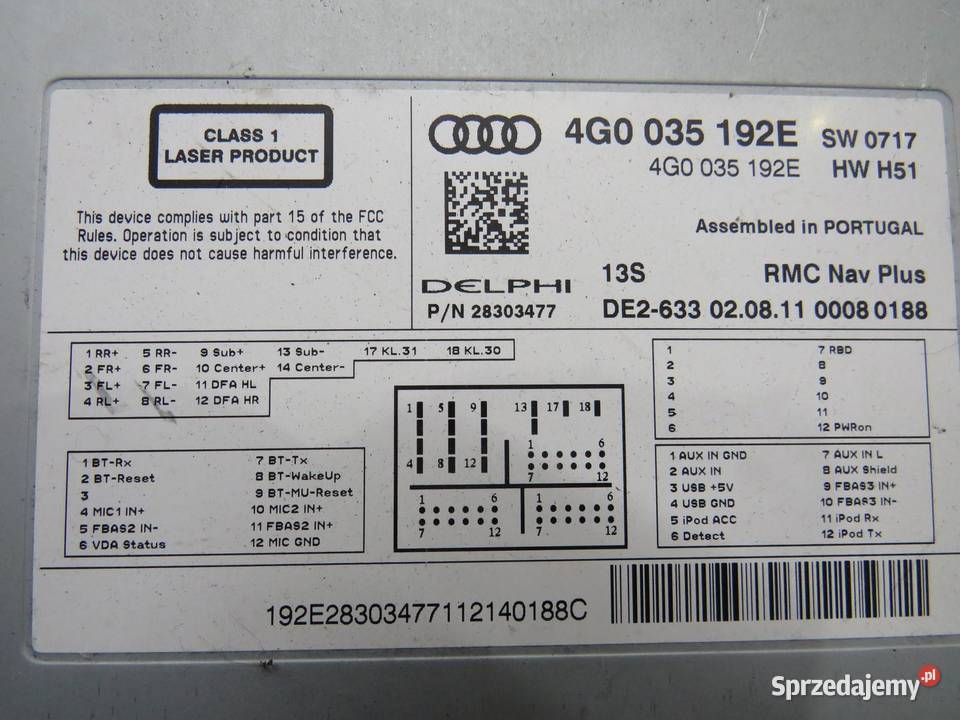 CLASS 1
LASER PRODUCT
This device complies with part 15 of the FCC
Rules. Operation is subject to condition that
this device does not cause harmful interference.
4G0 035 192E SW 0717
4G0 035 192E HW H51
Assembled in PORTUGAL
DELPHI 13S RMC Nav Plus
P/N 28303477 DE2-633 02.08.11 0008 0188
1 RR+ 5 RR- 9 Sub+ 13 Sub- 17 KL.31 18 KL.30
2 FR+ 6 FR- 10 Center+ 14 Center-
3 FL+ 7 FL- 11 DFA HL
4 RL+ 8 RL- 12 DFA HR
1 7 RBD
2 8
3 9
4 10
5 11
6 12 PWRon
1 5 9 13 17 18
4 8 12
1 6
7 12
1 6 1 6
7 12 7 12
1 BT-Rx 7 BT-Tx
2 BT-Reset 8 BT-WakeUp
3 9 BT-MU-Reset
4 MIC1 IN+ 10 MIC2 IN+
5 FBAS2 IN- 11 FBAS2 IN+
6 VDA Status 12 MIC GND
1 AUX IN GND 7 AUX IN L
2 AUX IN 8 AUX Shield
3 USB +5V 9 FBAS3 IN+
4 USB GND 10 FBAS3 IN-
5 iPod ACC 11 iPod Rx
6 Detect 12 iPod Tx
192E28303477112140188C
Sprzedajemy.pl